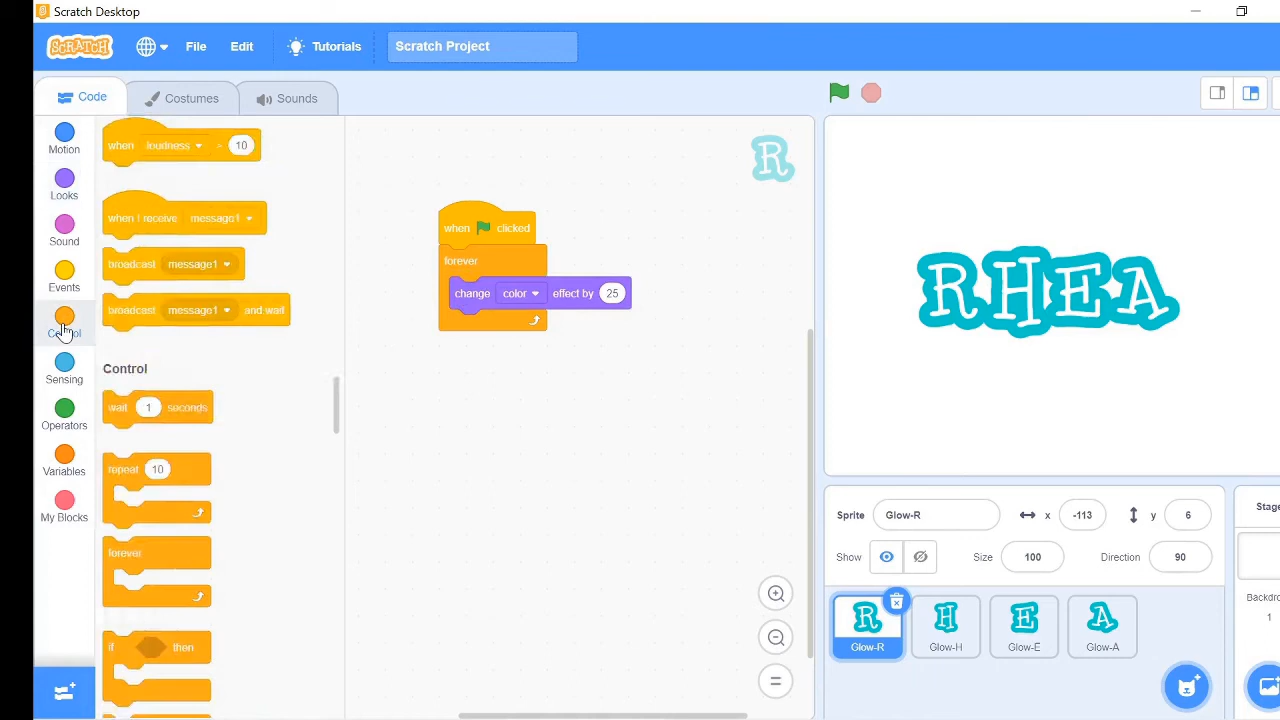 Scratch Desktop
SCRATCH File Edit Tutorials Scratch Project
Code Costumes Sounds
Motion
Looks
Sound
Events
Control
Sensing
Operators
Variables
My Blocks
when loudness > 10
when I receive message1
broadcast message1
broadcast message1 and wait
Control
wait 1 seconds
repeat 10
forever
if then
R
when clicked
forever
change color effect by 25
RHEA
Sprite Glow-R x -113 y 6
Show Size 100 Direction 90
R H E A
Glow-R Glow-H Glow-E Glow-A
Stage
Backdro
1